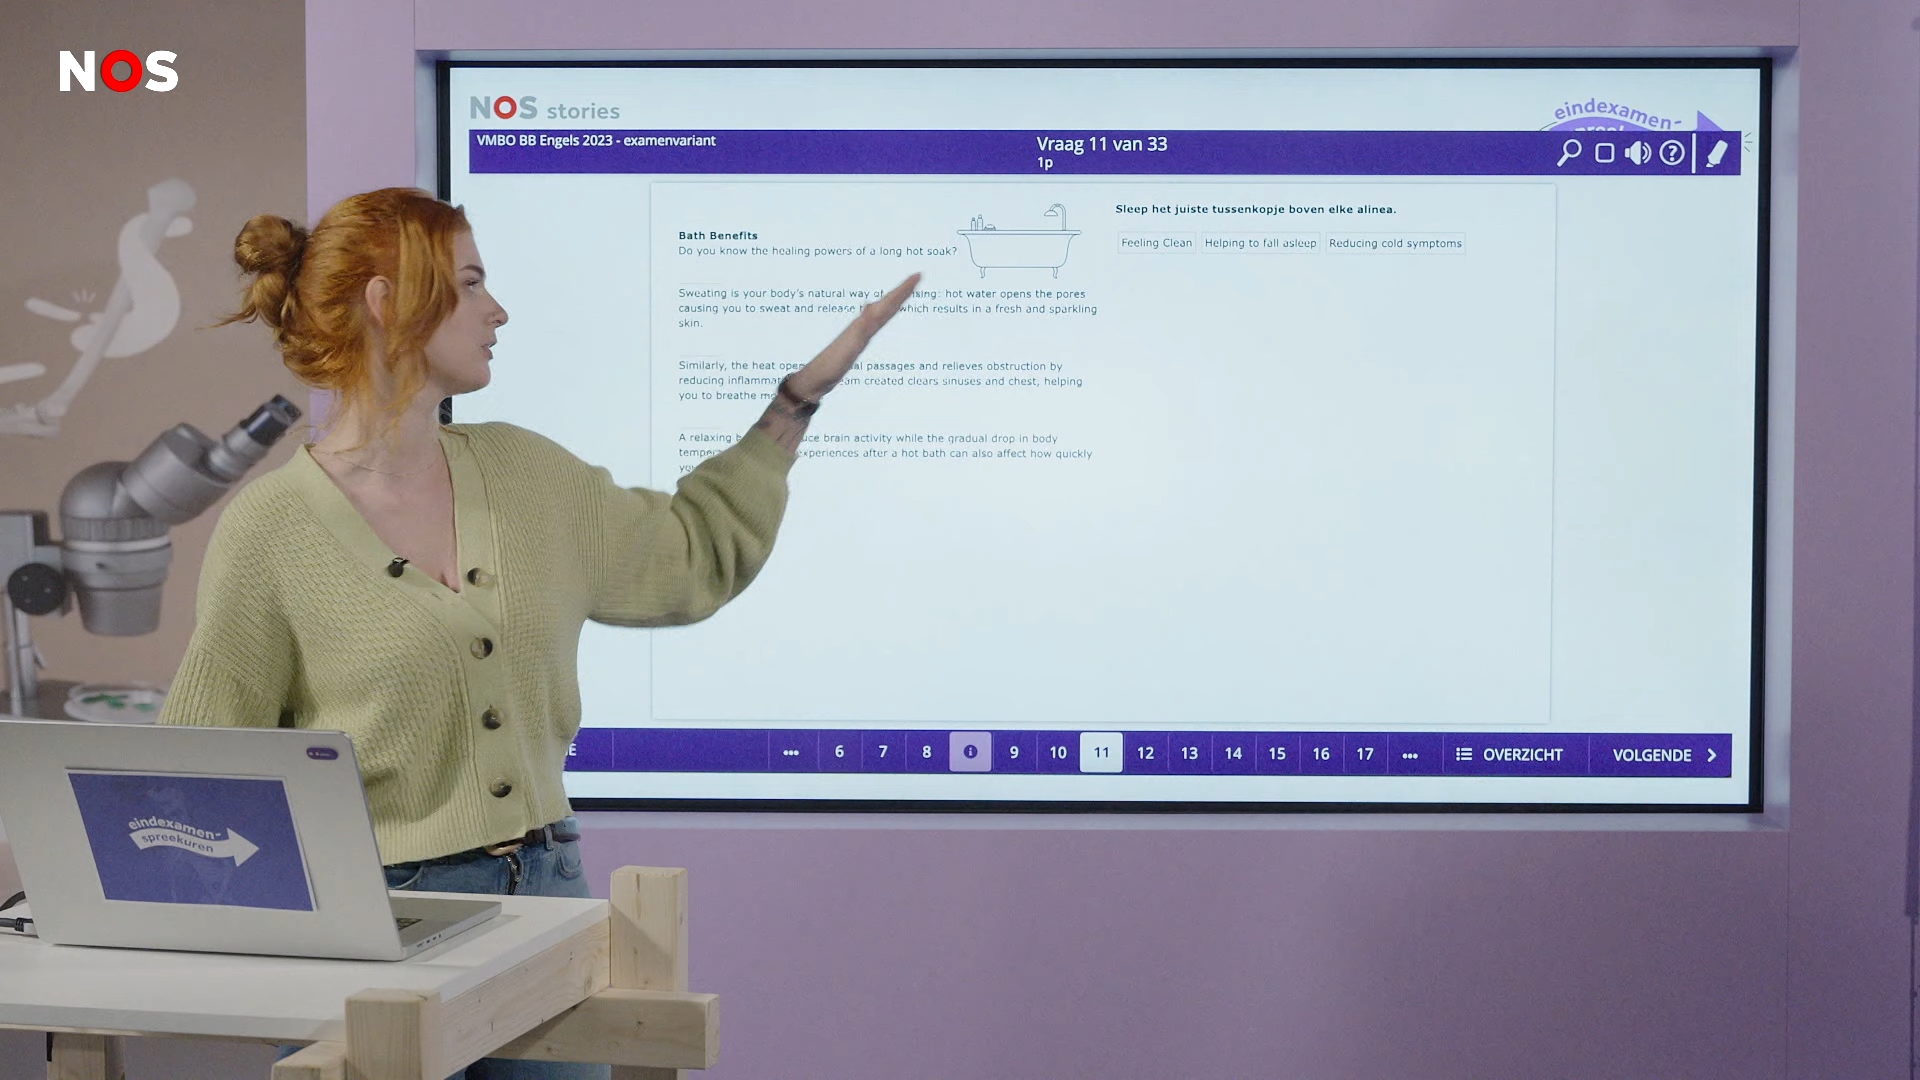 NOS
NOS stories
eindexamen-
VMBO BB Engels 2023 - examenvariant
Vraag 11 van 33
1p
Bath Benefits
Do you know the healing powers of a long hot soak?
Sweating is your body's natural way of hot water opens the pores
causing you to sweat and release which results in a fresh and sparkling
skin.
Similarly, the heat passages and relieves obstruction by
reducing created clears sinuses and chest, helping
you to breathe
A relaxing brain activity while the gradual drop in body
experiences after a hot bath can also affect how quickly
Sleep het juiste tussenkopje boven elke alinea.
Feeling Clean Helping to fall asleep Reducing cold symptoms
... 6 7 8 i 9 10 11 12 13 14 15 16 17 ... OVERZICHT VOLGENDE >
eindexamen-
spreekuren